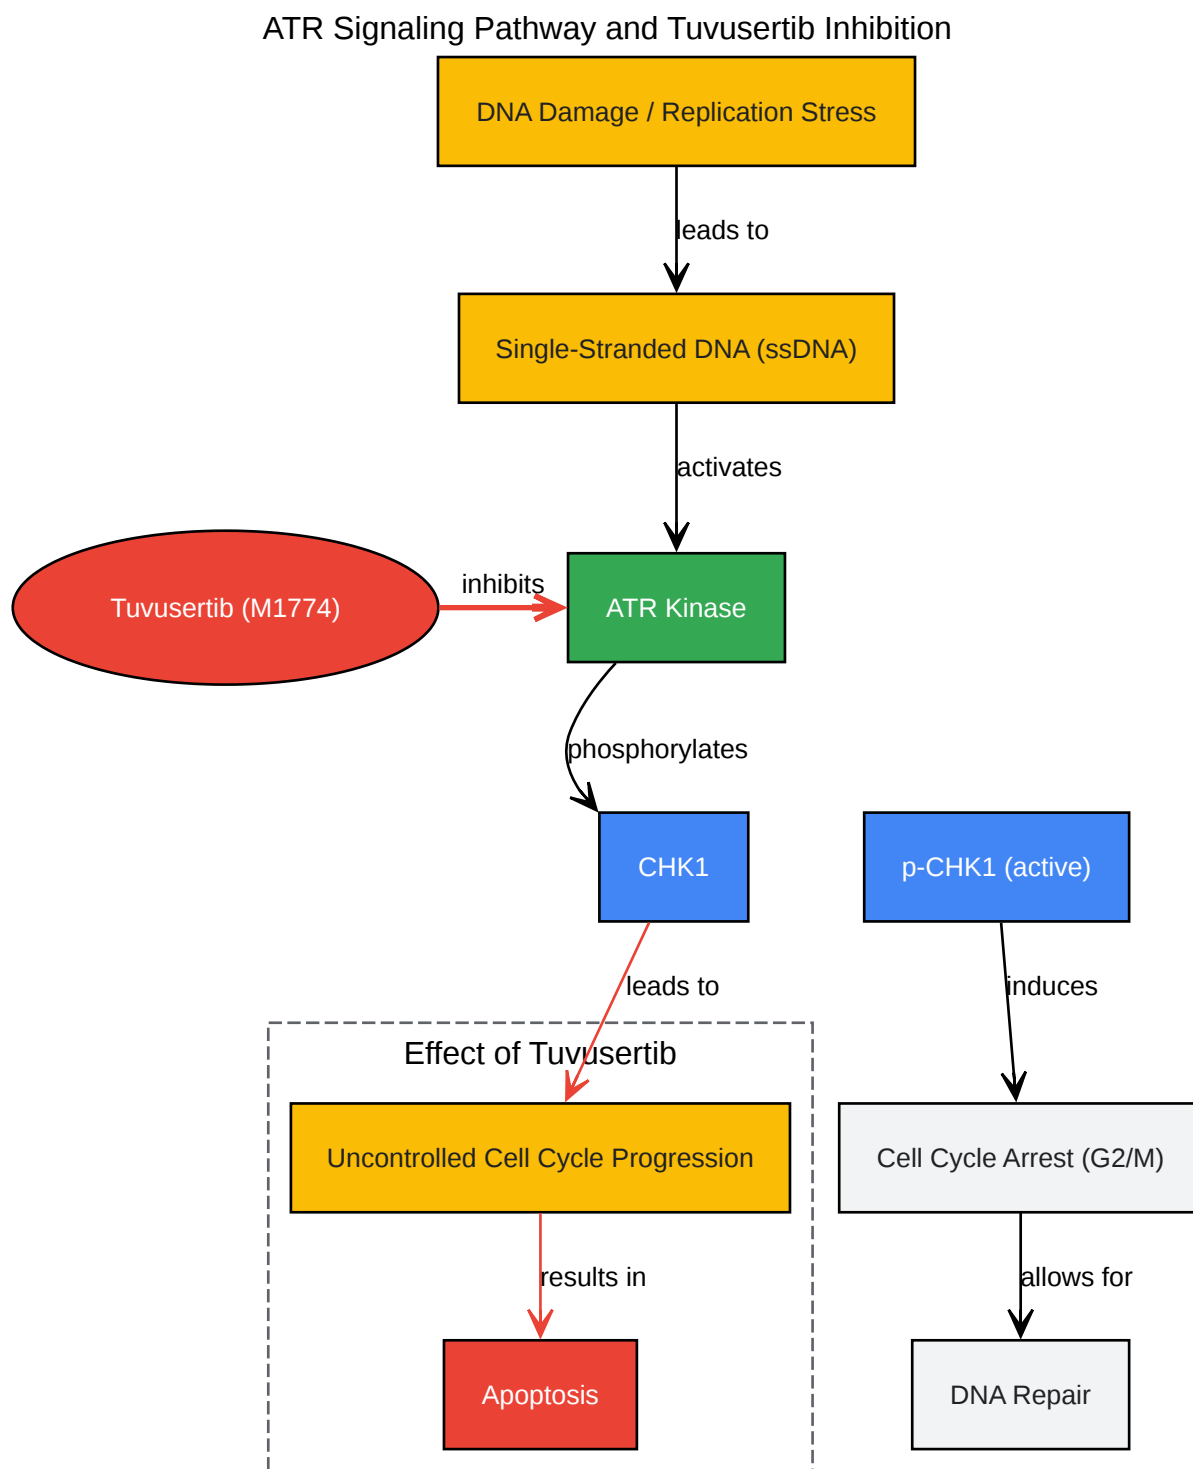 ATR Signaling Pathway and Tuvusertib Inhibition
DNA Damage / Replication Stress
leads to
Single-Stranded DNA (ssDNA)
activates
Tuvusertib (M1774)
inhibits
ATR Kinase
phosphorylates
CHK1
p-CHK1 (active)
leads to
induces
Effect of Tuvusertib
Uncontrolled Cell Cycle Progression
Cell Cycle Arrest (G2/M)
results in
allows for
Apoptosis
DNA Repair